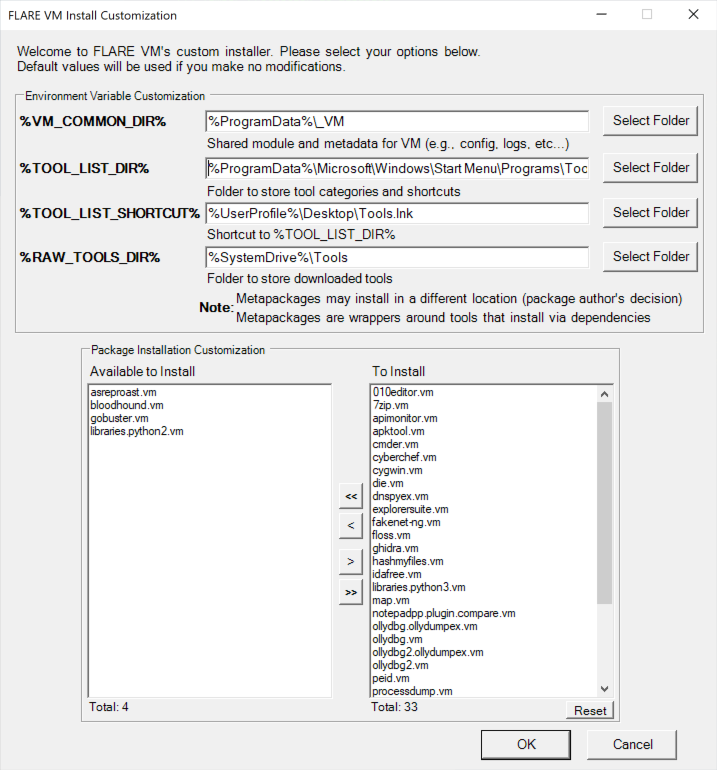 FLARE VM Install Customization
Welcome to FLARE VM's custom installer. Please select your options below.
Default values will be used if you make no modifications.
Environment Variable Customization
%VM_COMMON_DIR%
%ProgramData%\_VM
Select Folder
Shared module and metadata for VM (e.g., config, logs, etc...)
%TOOL_LIST_DIR%
%ProgramData%\Microsoft\Windows\Start Menu\Programs\Too
Select Folder
Folder to store tool categories and shortcuts
%TOOL_LIST_SHORTCUT%
%UserProfile%\Desktop\Tools.lnk
Select Folder
Shortcut to %TOOL_LIST_DIR%
%RAW_TOOLS_DIR%
%SystemDrive%\Tools
Select Folder
Folder to store downloaded tools
Note:
Metapackages may install in a different location (package author's decision)
Metapackages are wrappers around tools that install via dependencies
Package Installation Customization
Available to Install
asreproast.vm
bloodhound.vm
gobuster.vm
libraries.python2.vm
Total: 4
<<
<
>
>>
To Install
010editor.vm
7zip.vm
apimonitor.vm
apktool.vm
cmder.vm
cyberchef.vm
cygwin.vm
die.vm
dnspyex.vm
explorersuite.vm
fakenet-ng.vm
floss.vm
ghidra.vm
hashmyfiles.vm
idafree.vm
libraries.python3.vm
map.vm
notepadpp.plugin.compare.vm
ollydbg.ollydumpex.vm
ollydbg.vm
ollydbg2.ollydumpex.vm
ollydbg2.vm
peid.vm
processdump.vm
Total: 33
Reset
OK
Cancel